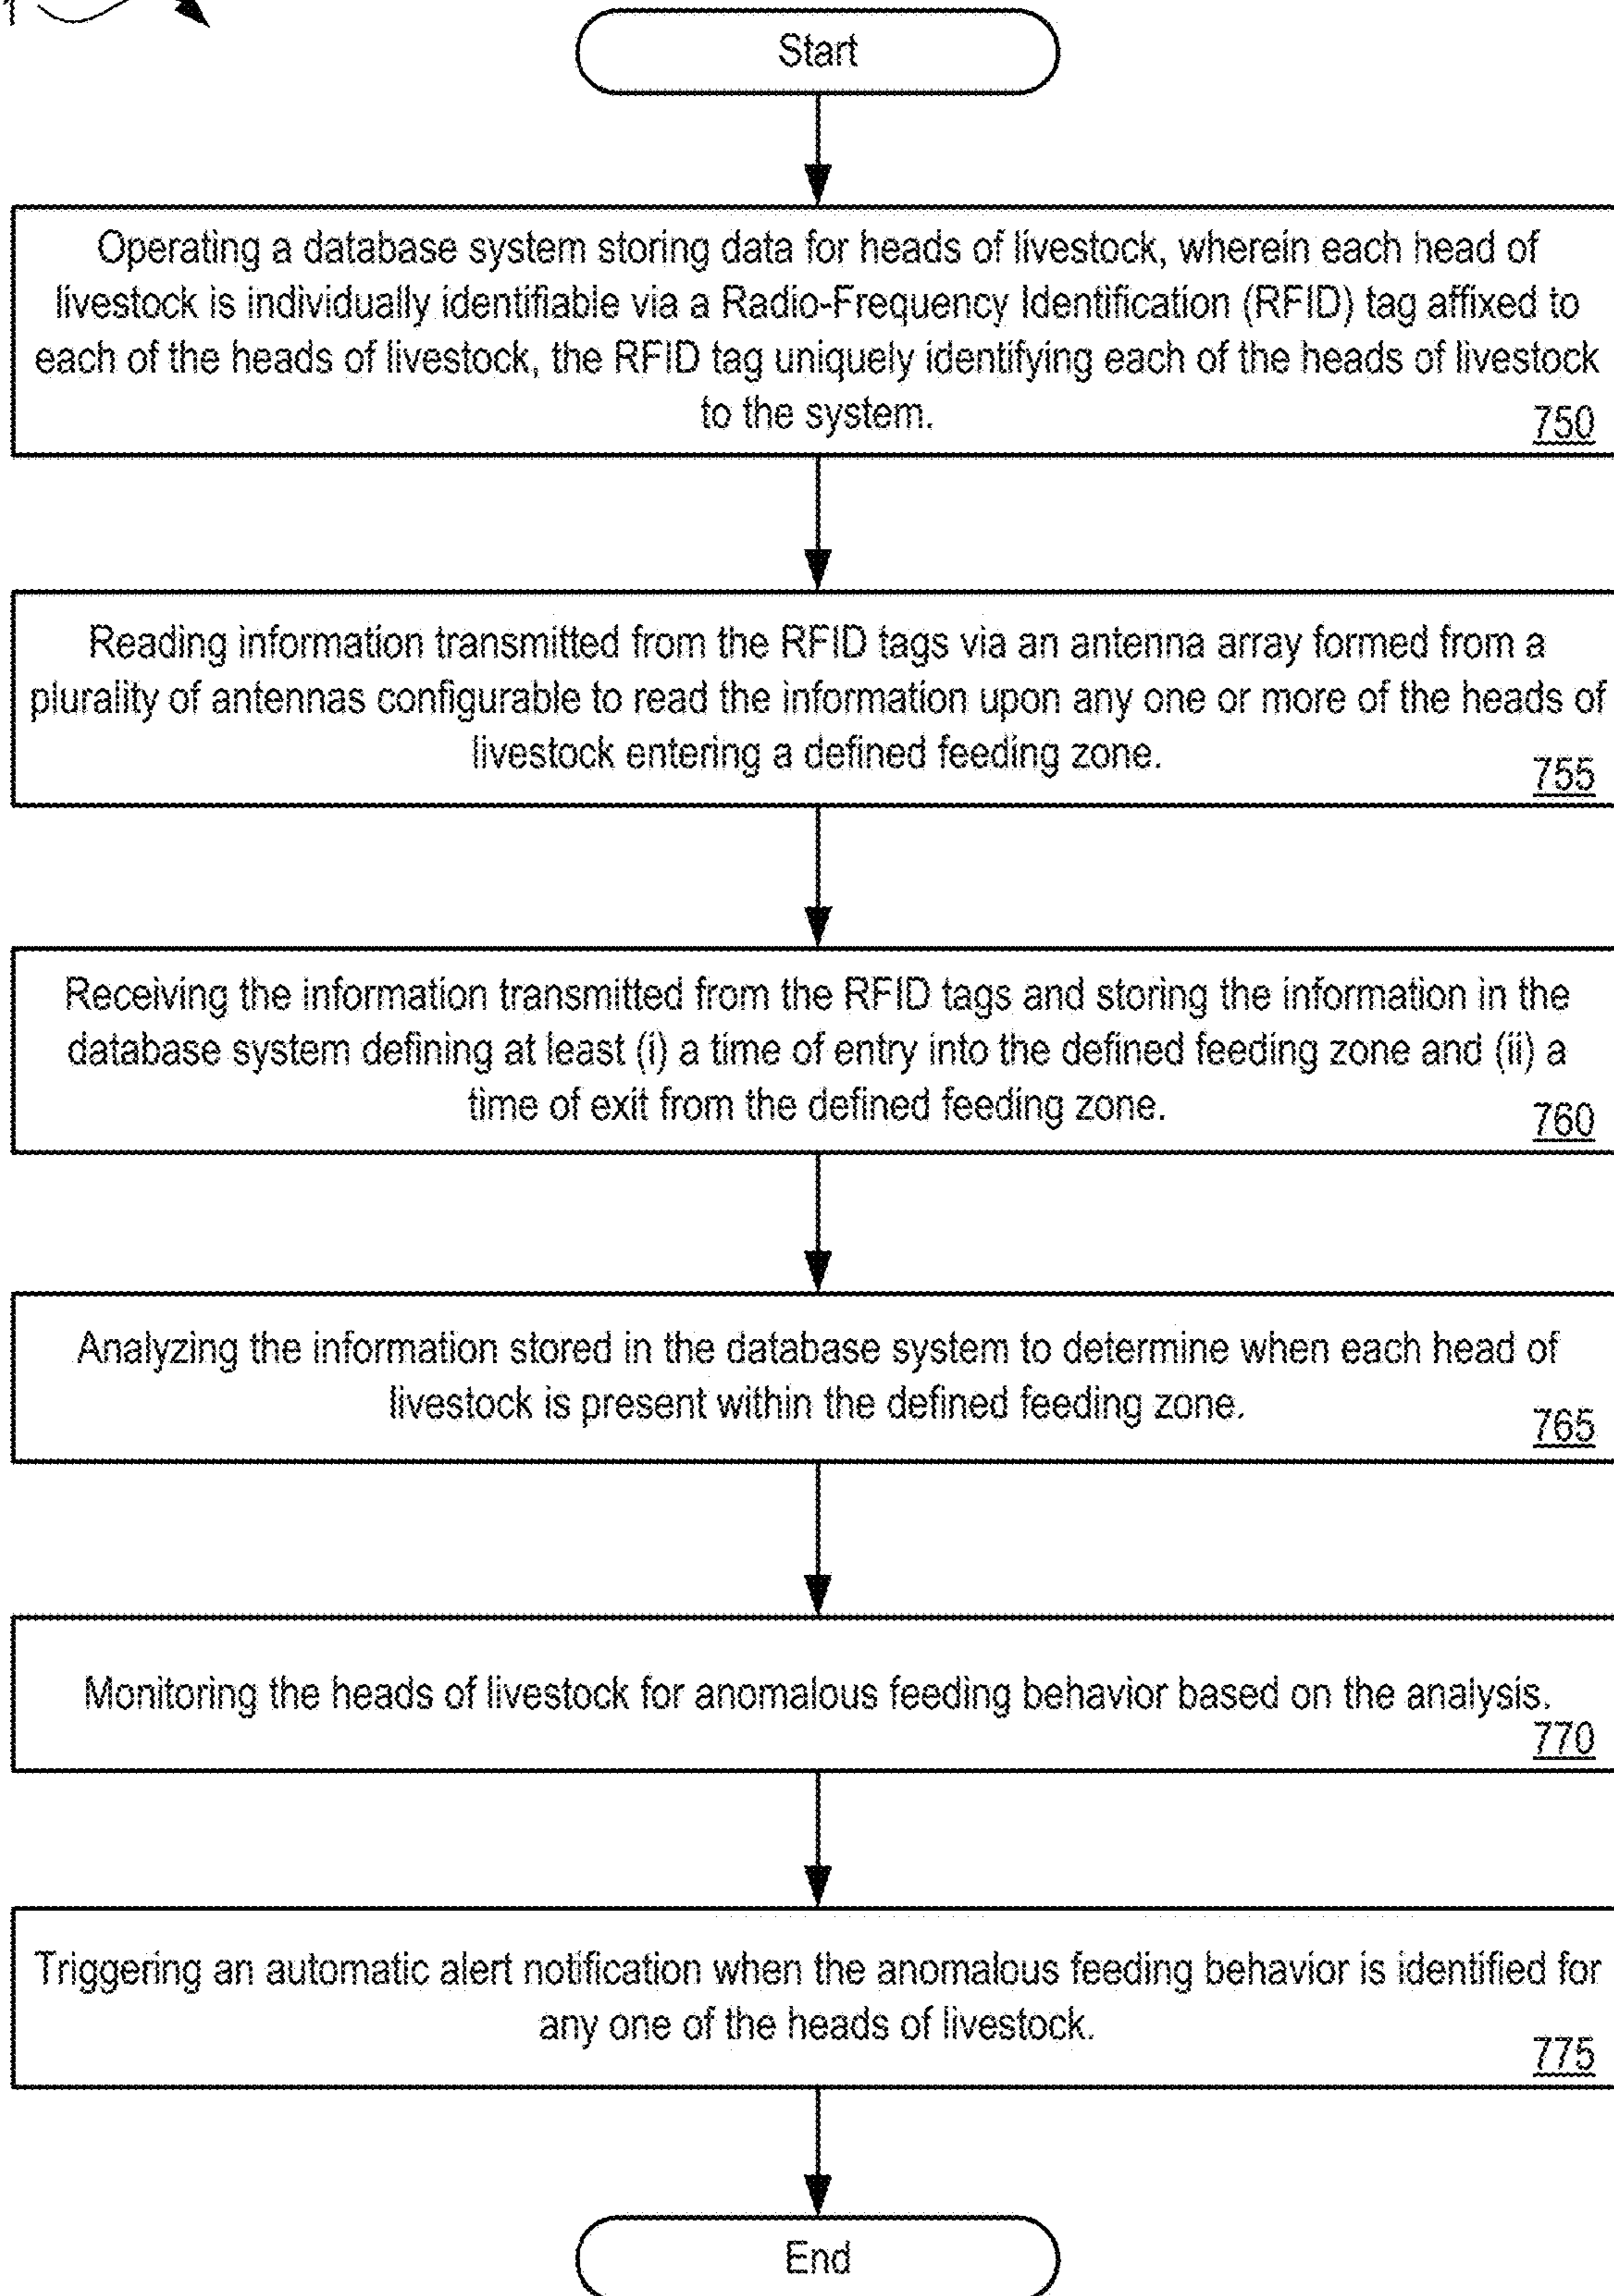 Start
Operating a database system storing data for heads of livestock, wherein each head of
livestock is individually identifiable via a Radio-Frequency Identification (RFID) tag affixed to
each of the heads of livestock, the RFID tag uniquely identifying each of the heads of livestock
to the system.
750
Reading information transmitted from the RFID tags via an antenna array formed from a
plurality of antennas configurable to read the information upon any one or more of the heads of
livestock entering a defined feeding zone.
755
Receiving the information transmitted from the RFID tags and storing the information in the
database system defining at least (i) a time of entry into the defined feeding zone and (ii) a
time of exit from the defined feeding zone.
760
Analyzing the information stored in the database system to determine when each head of
livestock is present within the defined feeding zone.
765
Monitoring the heads of livestock for anomalous feeding behavior based on the analysis.
770
Triggering an automatic alert notification when the anomalous feeding behavior is identified for
any one of the heads of livestock.
775
End